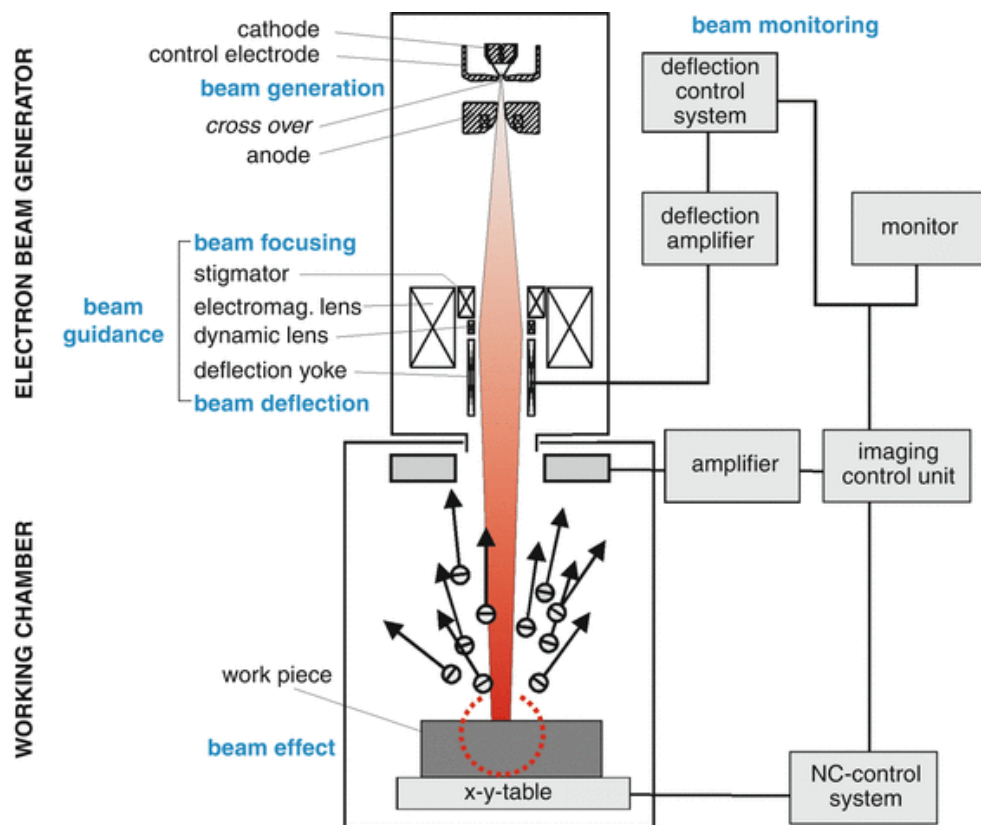 ELECTRON BEAM GENERATOR
WORKING CHAMBER
cathode
control electrode
beam generation
cross over
anode
beam focusing
stigmator
electromag. lens
dynamic lens
deflection yoke
beam deflection
beam
guidance
work piece
beam effect
x-y-table
beam monitoring
deflection
control
system
deflection
amplifier
monitor
amplifier
imaging
control unit
NC-control
system